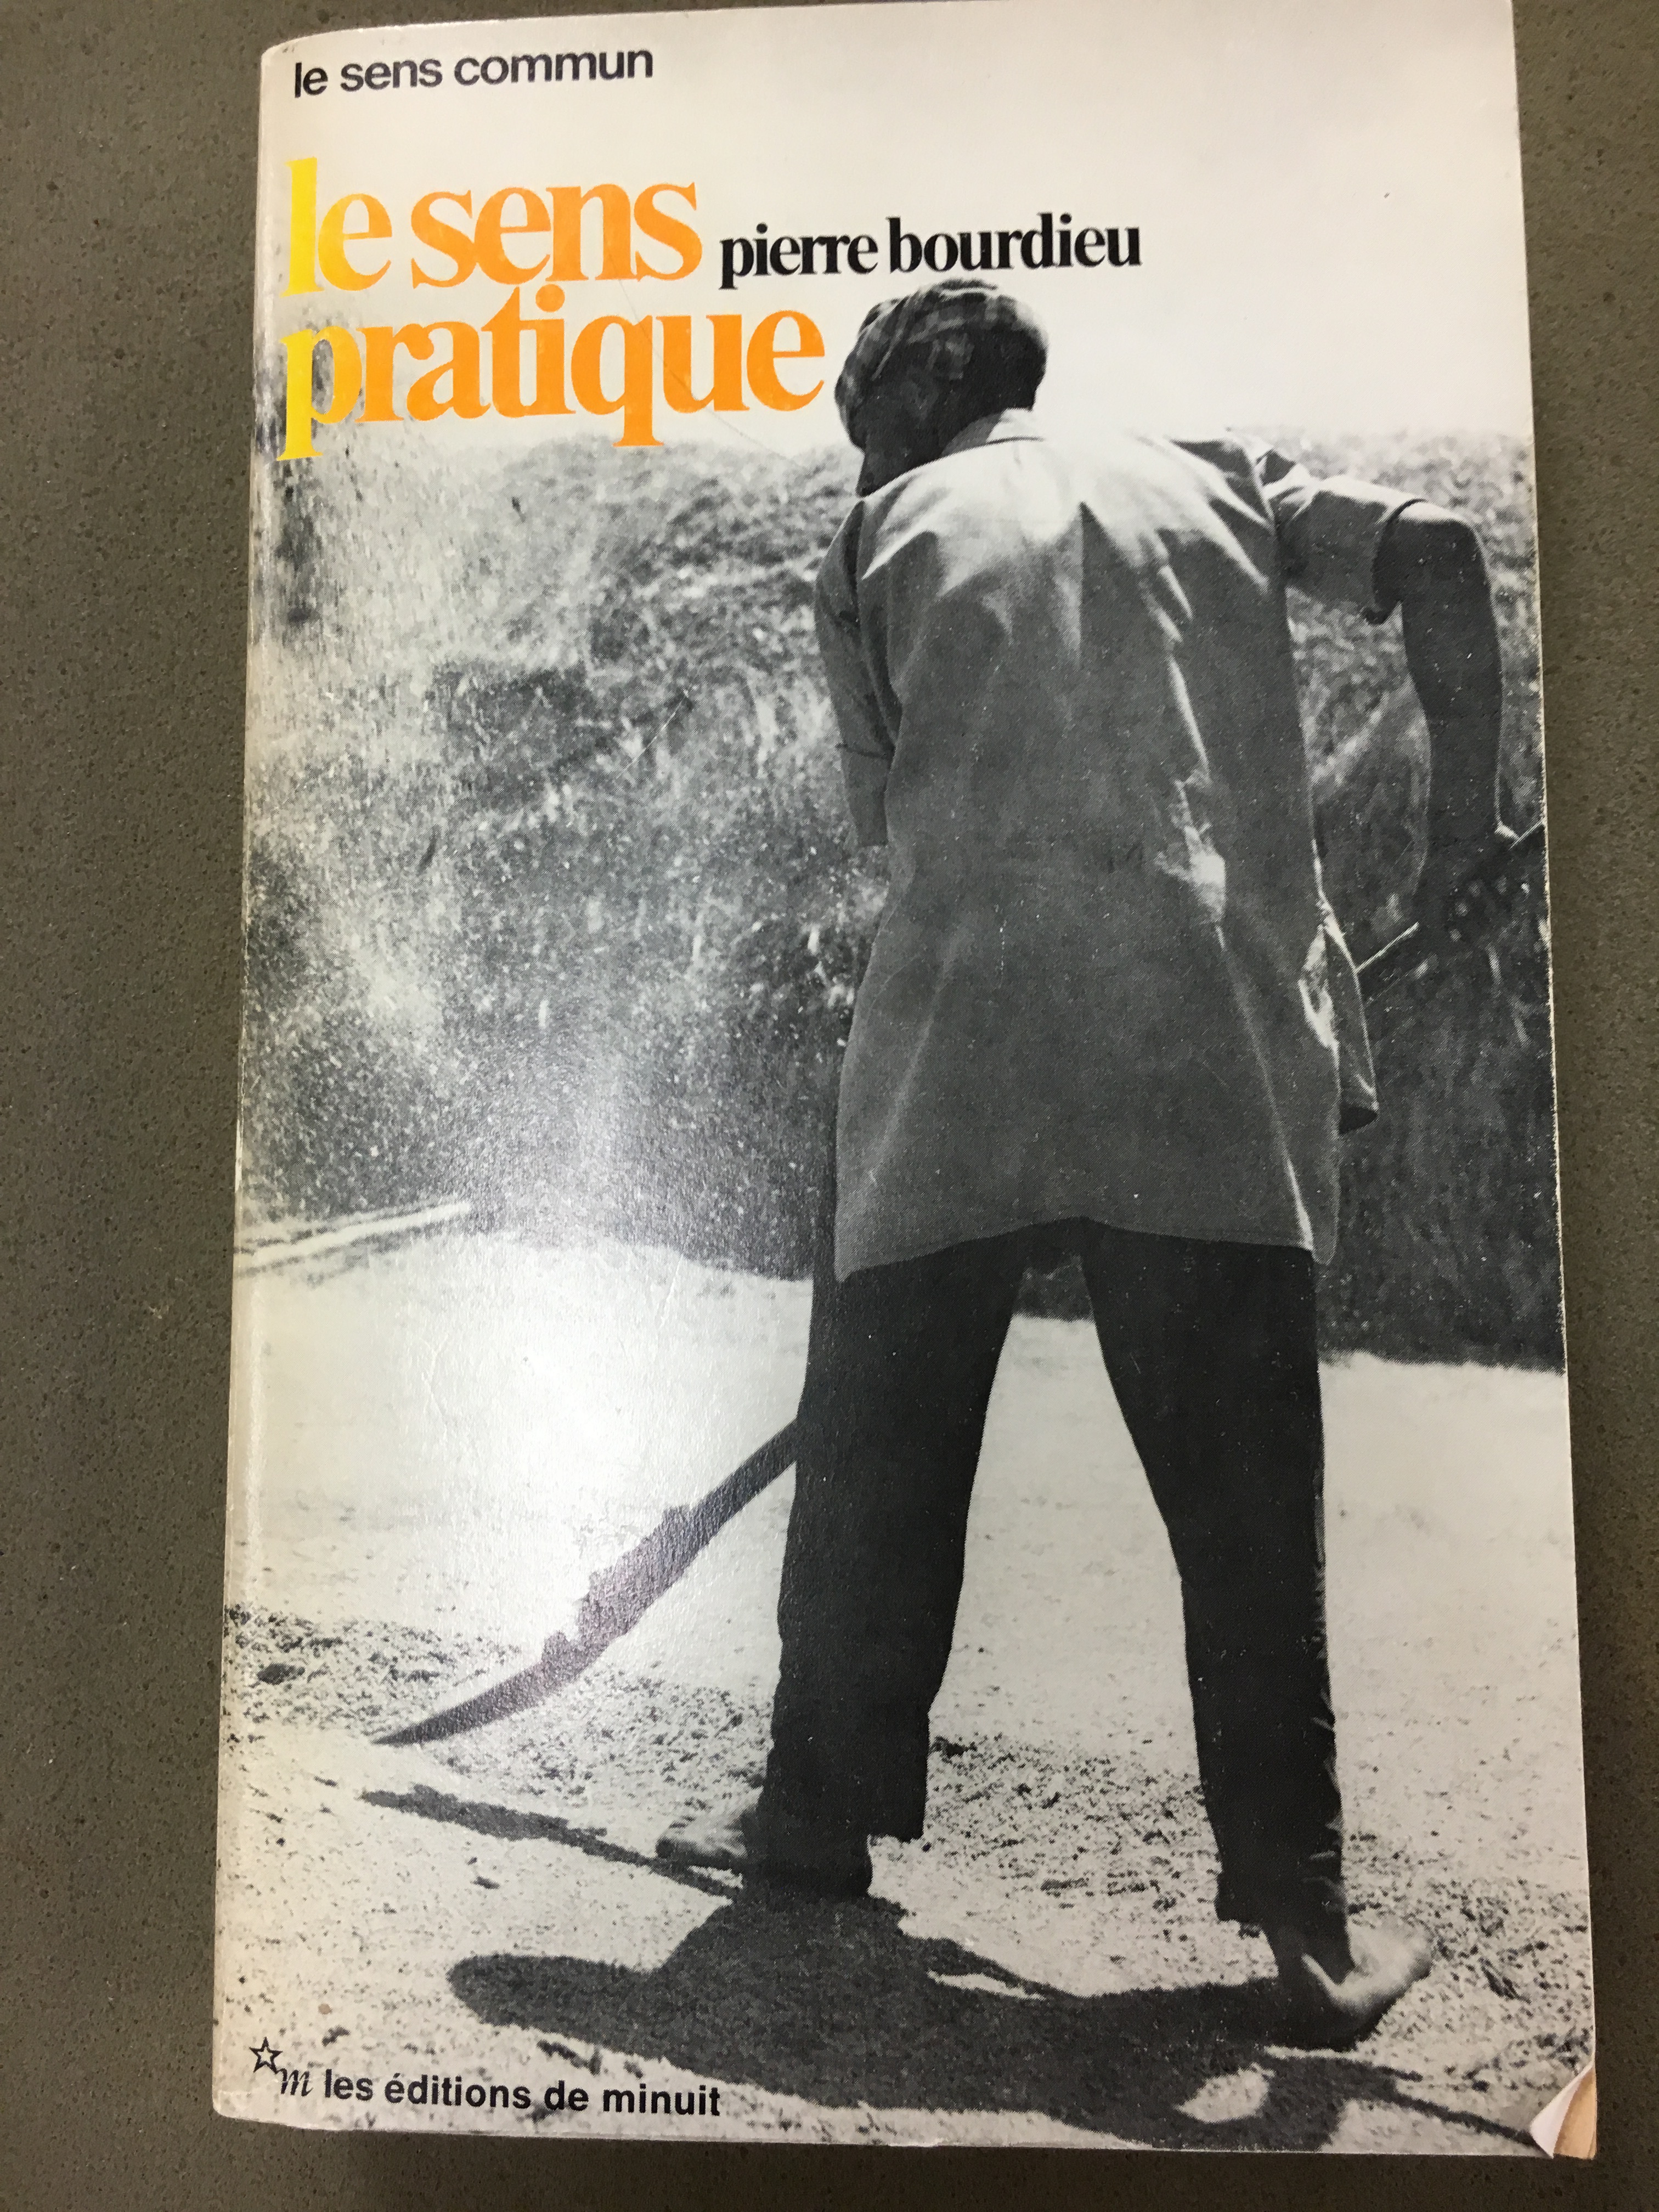 le sens commun
le sens
pierre bourdieu
pratique
m les éditions de minuit